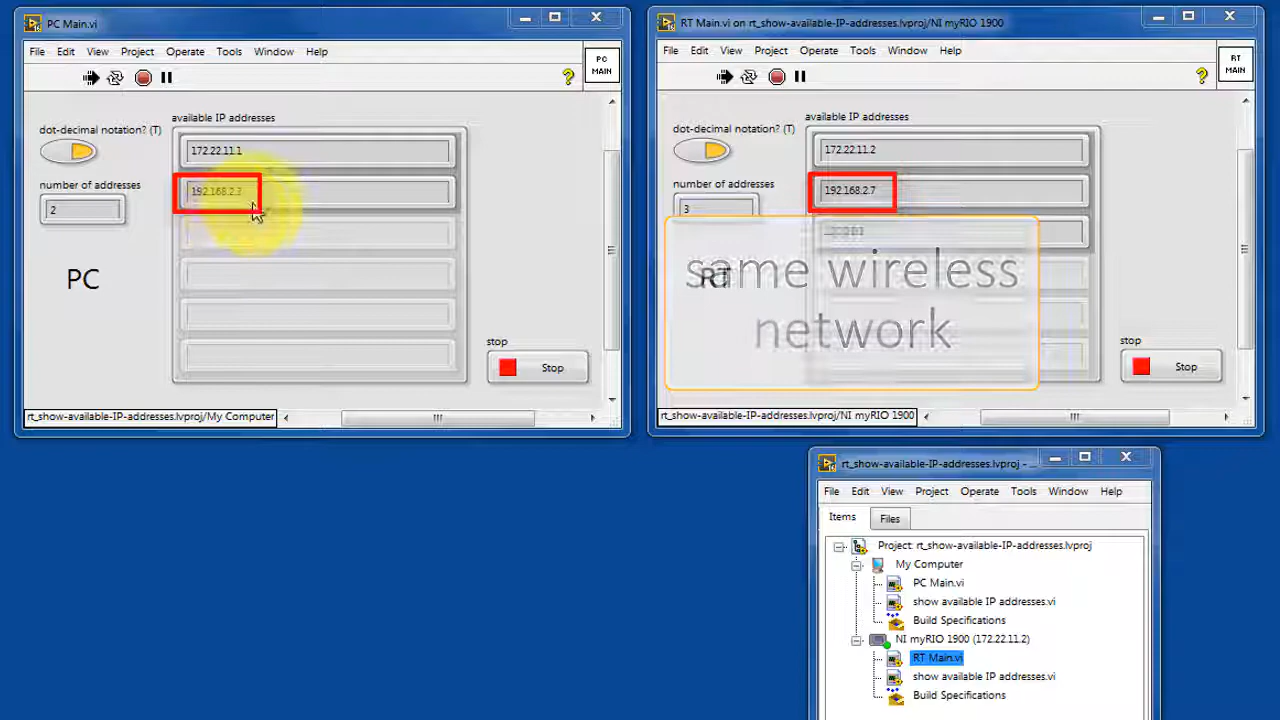 PC Main.vi
File Edit View Project Operate Tools Window Help
PC
MAIN
dot-decimal notation? (T)
available IP addresses
172.22.11.1
192.168.2.3
number of addresses
2
PC
stop
Stop
rt_show-available-IP-addresses.lvproj/My Computer
RT Main.vi on rt_show-available-IP-addresses.lvproj/NI myRIO 1900
File Edit View Project Operate Tools Window Help
RT
MAIN
dot-decimal notation? (T)
available IP addresses
172.22.11.2
192.168.2.7
number of addresses
3
RT
same wireless
network
stop
Stop
rt_show-available-IP-addresses.lvproj/NI myRIO 1900
rt_show-available-IP-addresses.lvproj - ...
File Edit View Project Operate Tools Window Help
Items Files
Project: rt_show-available-IP-addresses.lvproj
My Computer
PC Main.vi
show available IP addresses.vi
Build Specifications
NI myRIO 1900 (172.22.11.2)
RT Main.vi
show available IP addresses.vi
Build Specifications